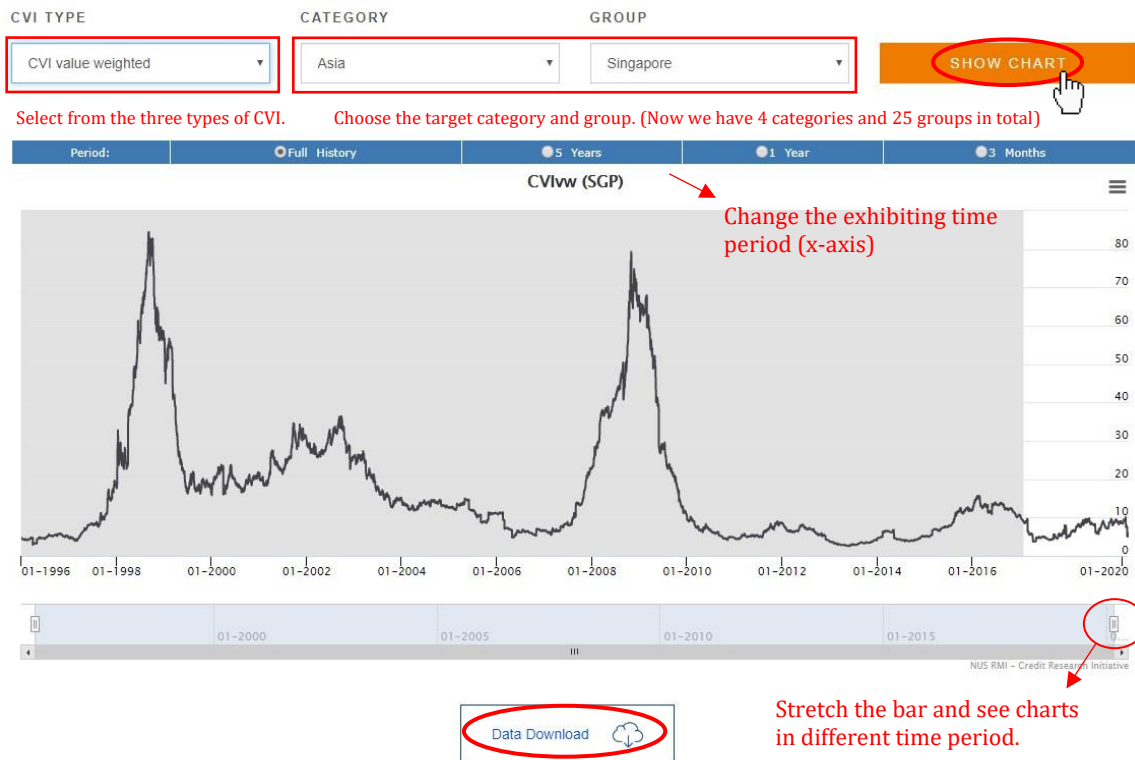 CVI TYPE CATEGORY GROUP
CVI value weighted Asia Singapore SHOW CHART
Select from the three types of CVI. Choose the target category and group. (Now we have 4 categories and 25 groups in total)
Period: Full History 5 Years 1 Year 3 Months
CVIvw (SGP)
Change the exhibiting time
period (x-axis)
80
70
60
50
40
30
20
10
0
01-1996 01-1998 01-2000 01-2002 01-2004 01-2006 01-2008 01-2010 01-2012 01-2014 01-2016 01-2020
01-2000 01-2005 01-2010 01-2015 0...
NUS RMI – Credit Research Initiative
Stretch the bar and see charts
in different time period.
Data Download